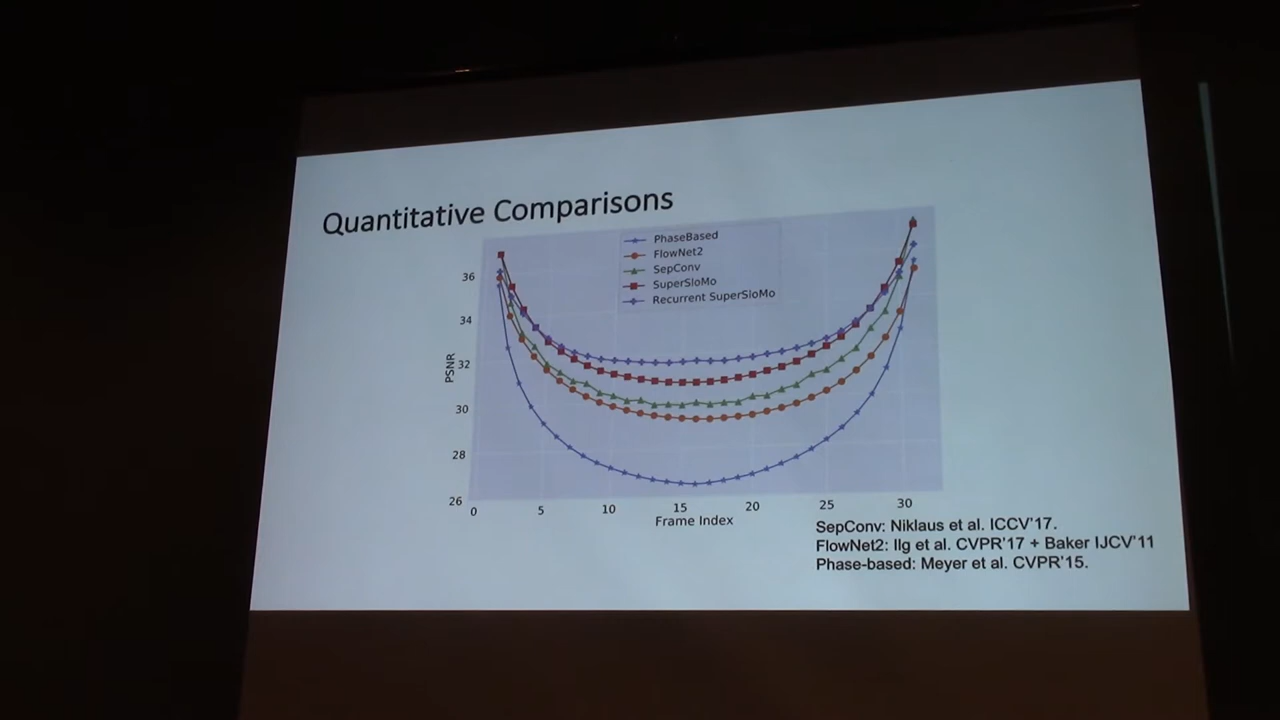 Quantitative Comparisons
PhaseBased
FlowNet2
SepConv
SuperSloMo
Recurrent SuperSloMo
36
34
32
30
28
26
PSNR
0 5 10 15 20 25 30
Frame Index
SepConv: Niklaus et al. ICCV'17.
FlowNet2: Ilg et al. CVPR'17 + Baker IJCV'11
Phase-based: Meyer et al. CVPR'15.